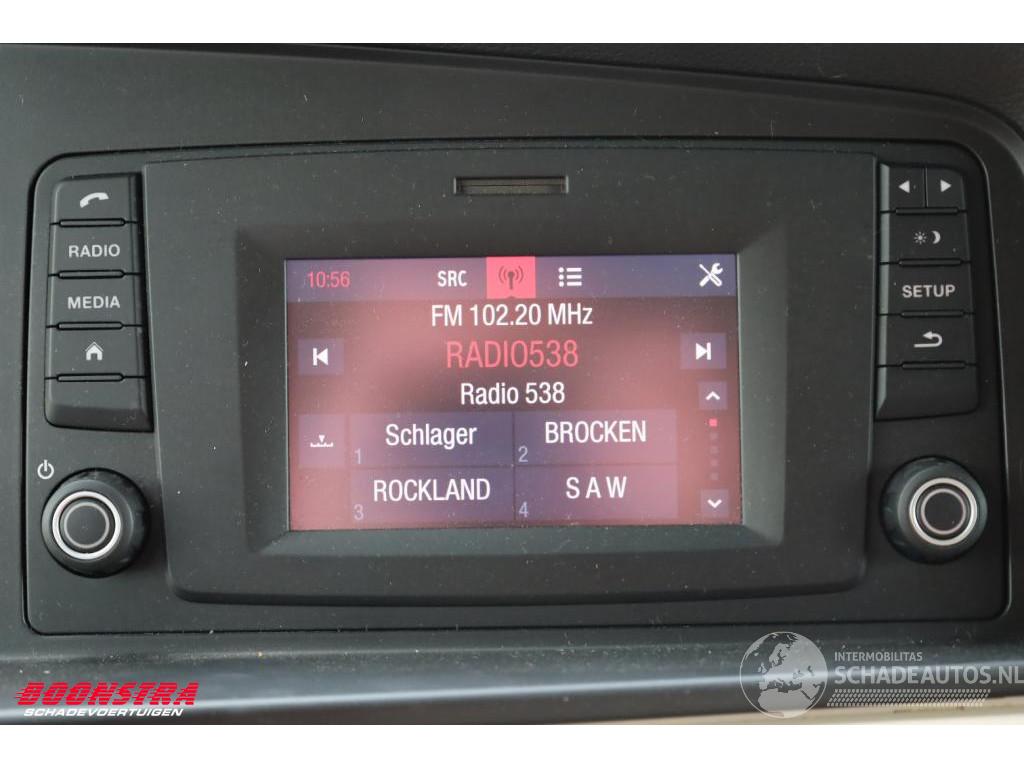 RADIO
MEDIA
SETUP
10:56 SRC
FM 102.20 MHz
RADIO538
Radio 538
1 Schlager
2 BROCKEN
3 ROCKLAND
4 S A W
BOONSTRA
SCHADEVOERTUIGEN
INTERMOBILITAS
SCHADEAUTOS.NL